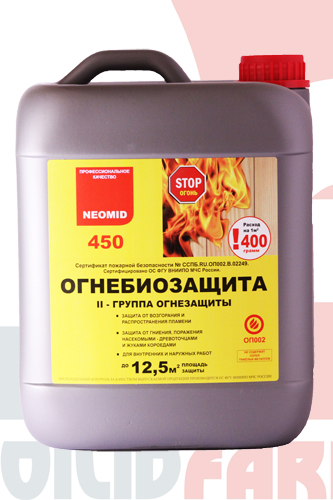 ПРОФЕССИОНАЛЬНОЕ
КАЧЕСТВО
NEOMID
450
STOP
ОГОНЬ
Расход
на 1м²
!400
грамм
Сертификат пожарной безопасности № ССПБ.RU.ОП002.В.02249.
Сертифицировано ОС ФГУ ВНИИПО МЧС России.
ОГНЕБИОЗАЩИТА
II - ГРУППА ОГНЕЗАЩИТЫ
ЗАЩИТА ОТ ВОЗГОРАНИЯ И
РАСПРОСТРАНЕНИЯ ПЛАМЕНИ
ЗАЩИТА ОТ ГНИЕНИЯ, ПОРАЖЕНИЯ
НАСЕКОМЫМИ - ДРЕВОТОЧЦАМИ
И ЖУКАМИ КОРОЕДАМИ
ДЛЯ ВНУТРЕННИХ И НАРУЖНЫХ РАБОТ
ОП002
до 12,5м² ПЛОЩАДЬ
ЗАЩИТЫ